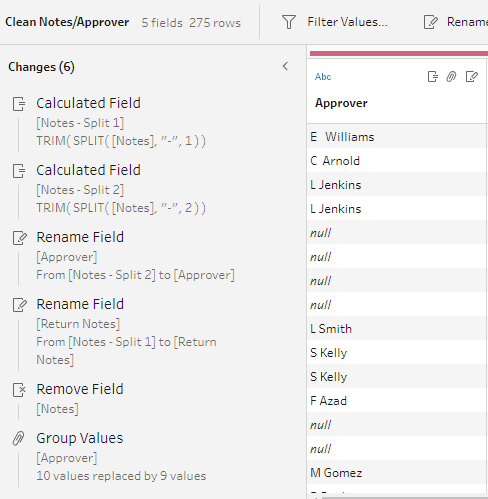 Clean Notes/Approver 5 fields 275 rows Filter Values... Rename
Changes (6)
Calculated Field
[Notes - Split 1]
TRIM( SPLIT( [Notes], "-", 1 ) )
Calculated Field
[Notes - Split 2]
TRIM( SPLIT( [Notes], "-", 2 ) )
Rename Field
[Approver]
From [Notes - Split 2] to [Approver]
Rename Field
[Return Notes]
From [Notes - Split 1] to [Return
Notes]
Remove Field
[Notes]
Group Values
[Approver]
10 values replaced by 9 values
Abc
Approver
E Williams
C Arnold
L Jenkins
L Jenkins
null
null
null
null
L Smith
S Kelly
S Kelly
F Azad
null
null
M Gomez